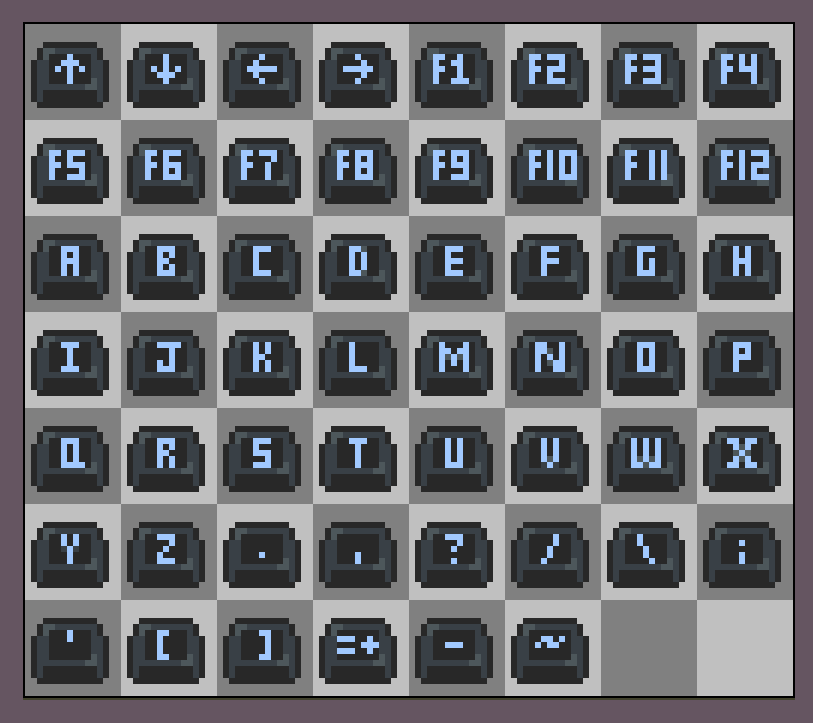 ↑ ↓ ← → F1 F2 F3 F4
F5 F6 F7 F8 F9 F10 F11 F12
A B C D E F G H
I J K L M N O P
Q R S T U V W X
Y Z . , ? / \ ;
' [ ] =+ - ~